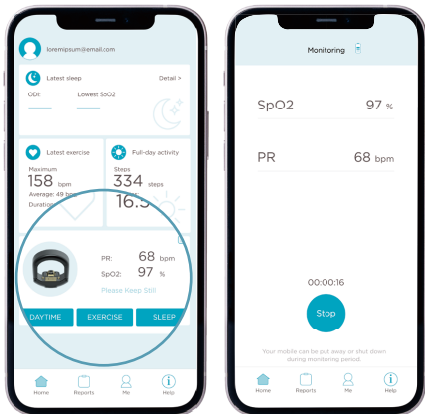 loremipsum@email.com
Latest sleep
Detail >
ODI
Lowest SpO2
Latest exercise
Maximum
158 bpm
Average: 49 bpm
Duration
Full-day activity
Steps
334 steps
16.5
PR: 68 bpm
SpO2: 97 %
Please Keep Still
DAYTIME
EXERCISE
SLEEP
Home
Reports
Me
Help
Monitoring
SpO2 97 %
PR 68 bpm
00:00:16
Stop
Your mobile can be put away or shut down
during monitoring period.
Home
Reports
Me
Help